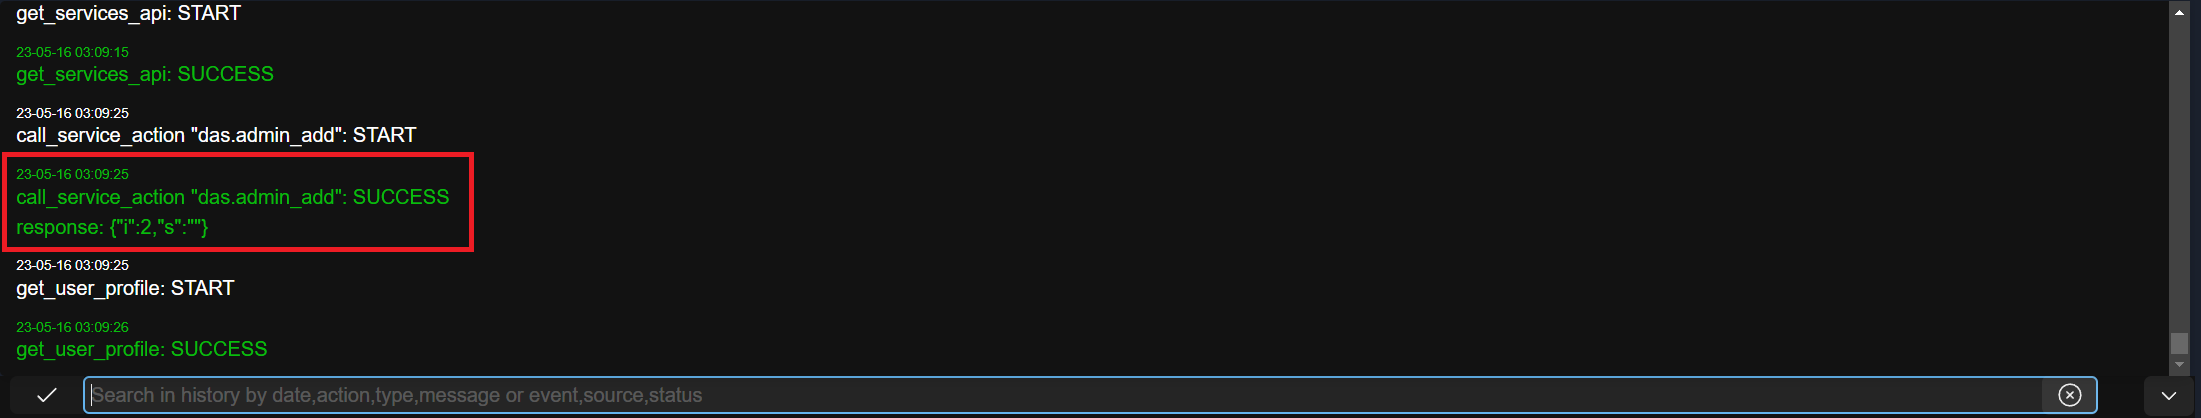 get_services_api: START
23-05-16 03:09:15
get_services_api: SUCCESS
23-05-16 03:09:25
call_service_action "das.admin_add": START
23-05-16 03:09:25
call_service_action "das.admin_add": SUCCESS
response: {"i":2,"s":""}
23-05-16 03:09:25
get_user_profile: START
23-05-16 03:09:26
get_user_profile: SUCCESS
Search in history by date,action,type,message or event,source,status